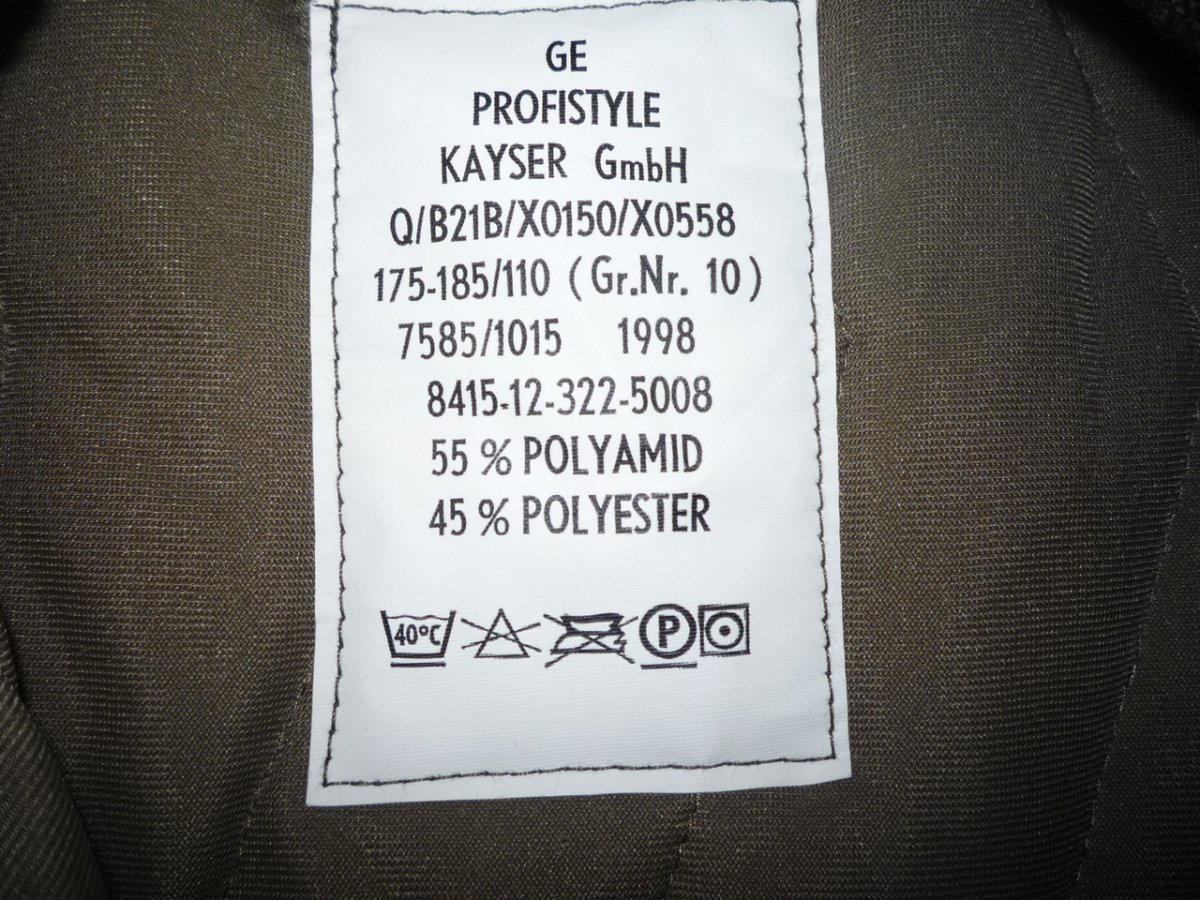 GE
PROFISTYLE
KAYSER GmbH
Q/B21B/X0150/X0558
175-185/110 (Gr.Nr. 10)
7585/1015 1998
8415-12-322-5008
55 % POLYAMID
45 % POLYESTER
40°C P